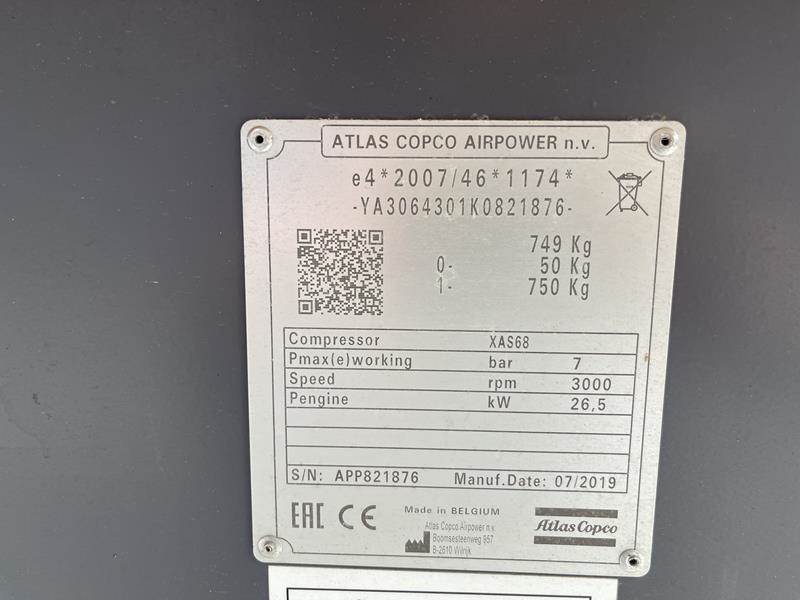 ATLAS COPCO AIRPOWER n.v.
e4*2007/46*1174*
-YA3064301K0821876-
749 Kg
0- 50 Kg
1- 750 Kg
Compressor XAS68
Pmax(e)working bar 7
Speed rpm 3000
Pengine kW 26,5
S/N: APP821876 Manuf.Date: 07/2019
EAC CE Made in BELGIUM
Atlas Copco Airpower n.v.
Boomsesteenweg 957
B-2610 Wilrijk
Atlas Copco